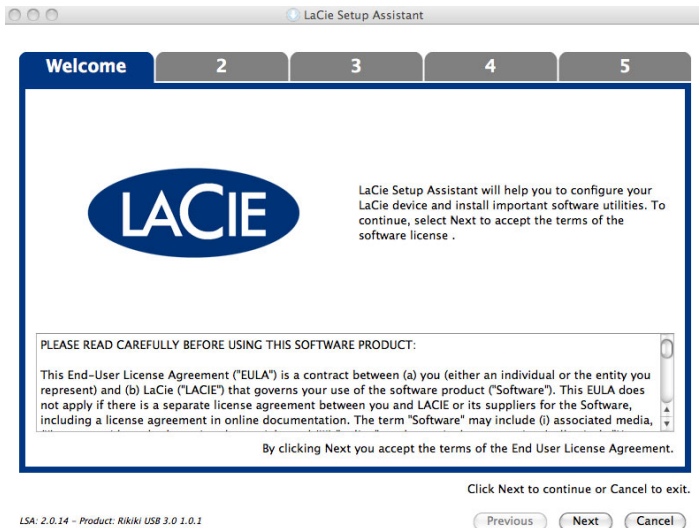 LaCie Setup Assistant
Welcome 2 3 4 5
LACIE
LaCie Setup Assistant will help you to configure your
LaCie device and install important software utilities. To
continue, select Next to accept the terms of the
software license .
PLEASE READ CAREFULLY BEFORE USING THIS SOFTWARE PRODUCT:
This End-User License Agreement ("EULA") is a contract between (a) you (either an individual or the entity you
represent) and (b) LaCie ("LACIE") that governs your use of the software product ("Software"). This EULA does
not apply if there is a separate license agreement between you and LACIE or its suppliers for the Software,
including a license agreement in online documentation. The term "Software" may include (i) associated media,
By clicking Next you accept the terms of the End User License Agreement.
Click Next to continue or Cancel to exit.
LSA: 2.0.14 - Product: Rikiki USB 3.0 1.0.1
Previous Next Cancel